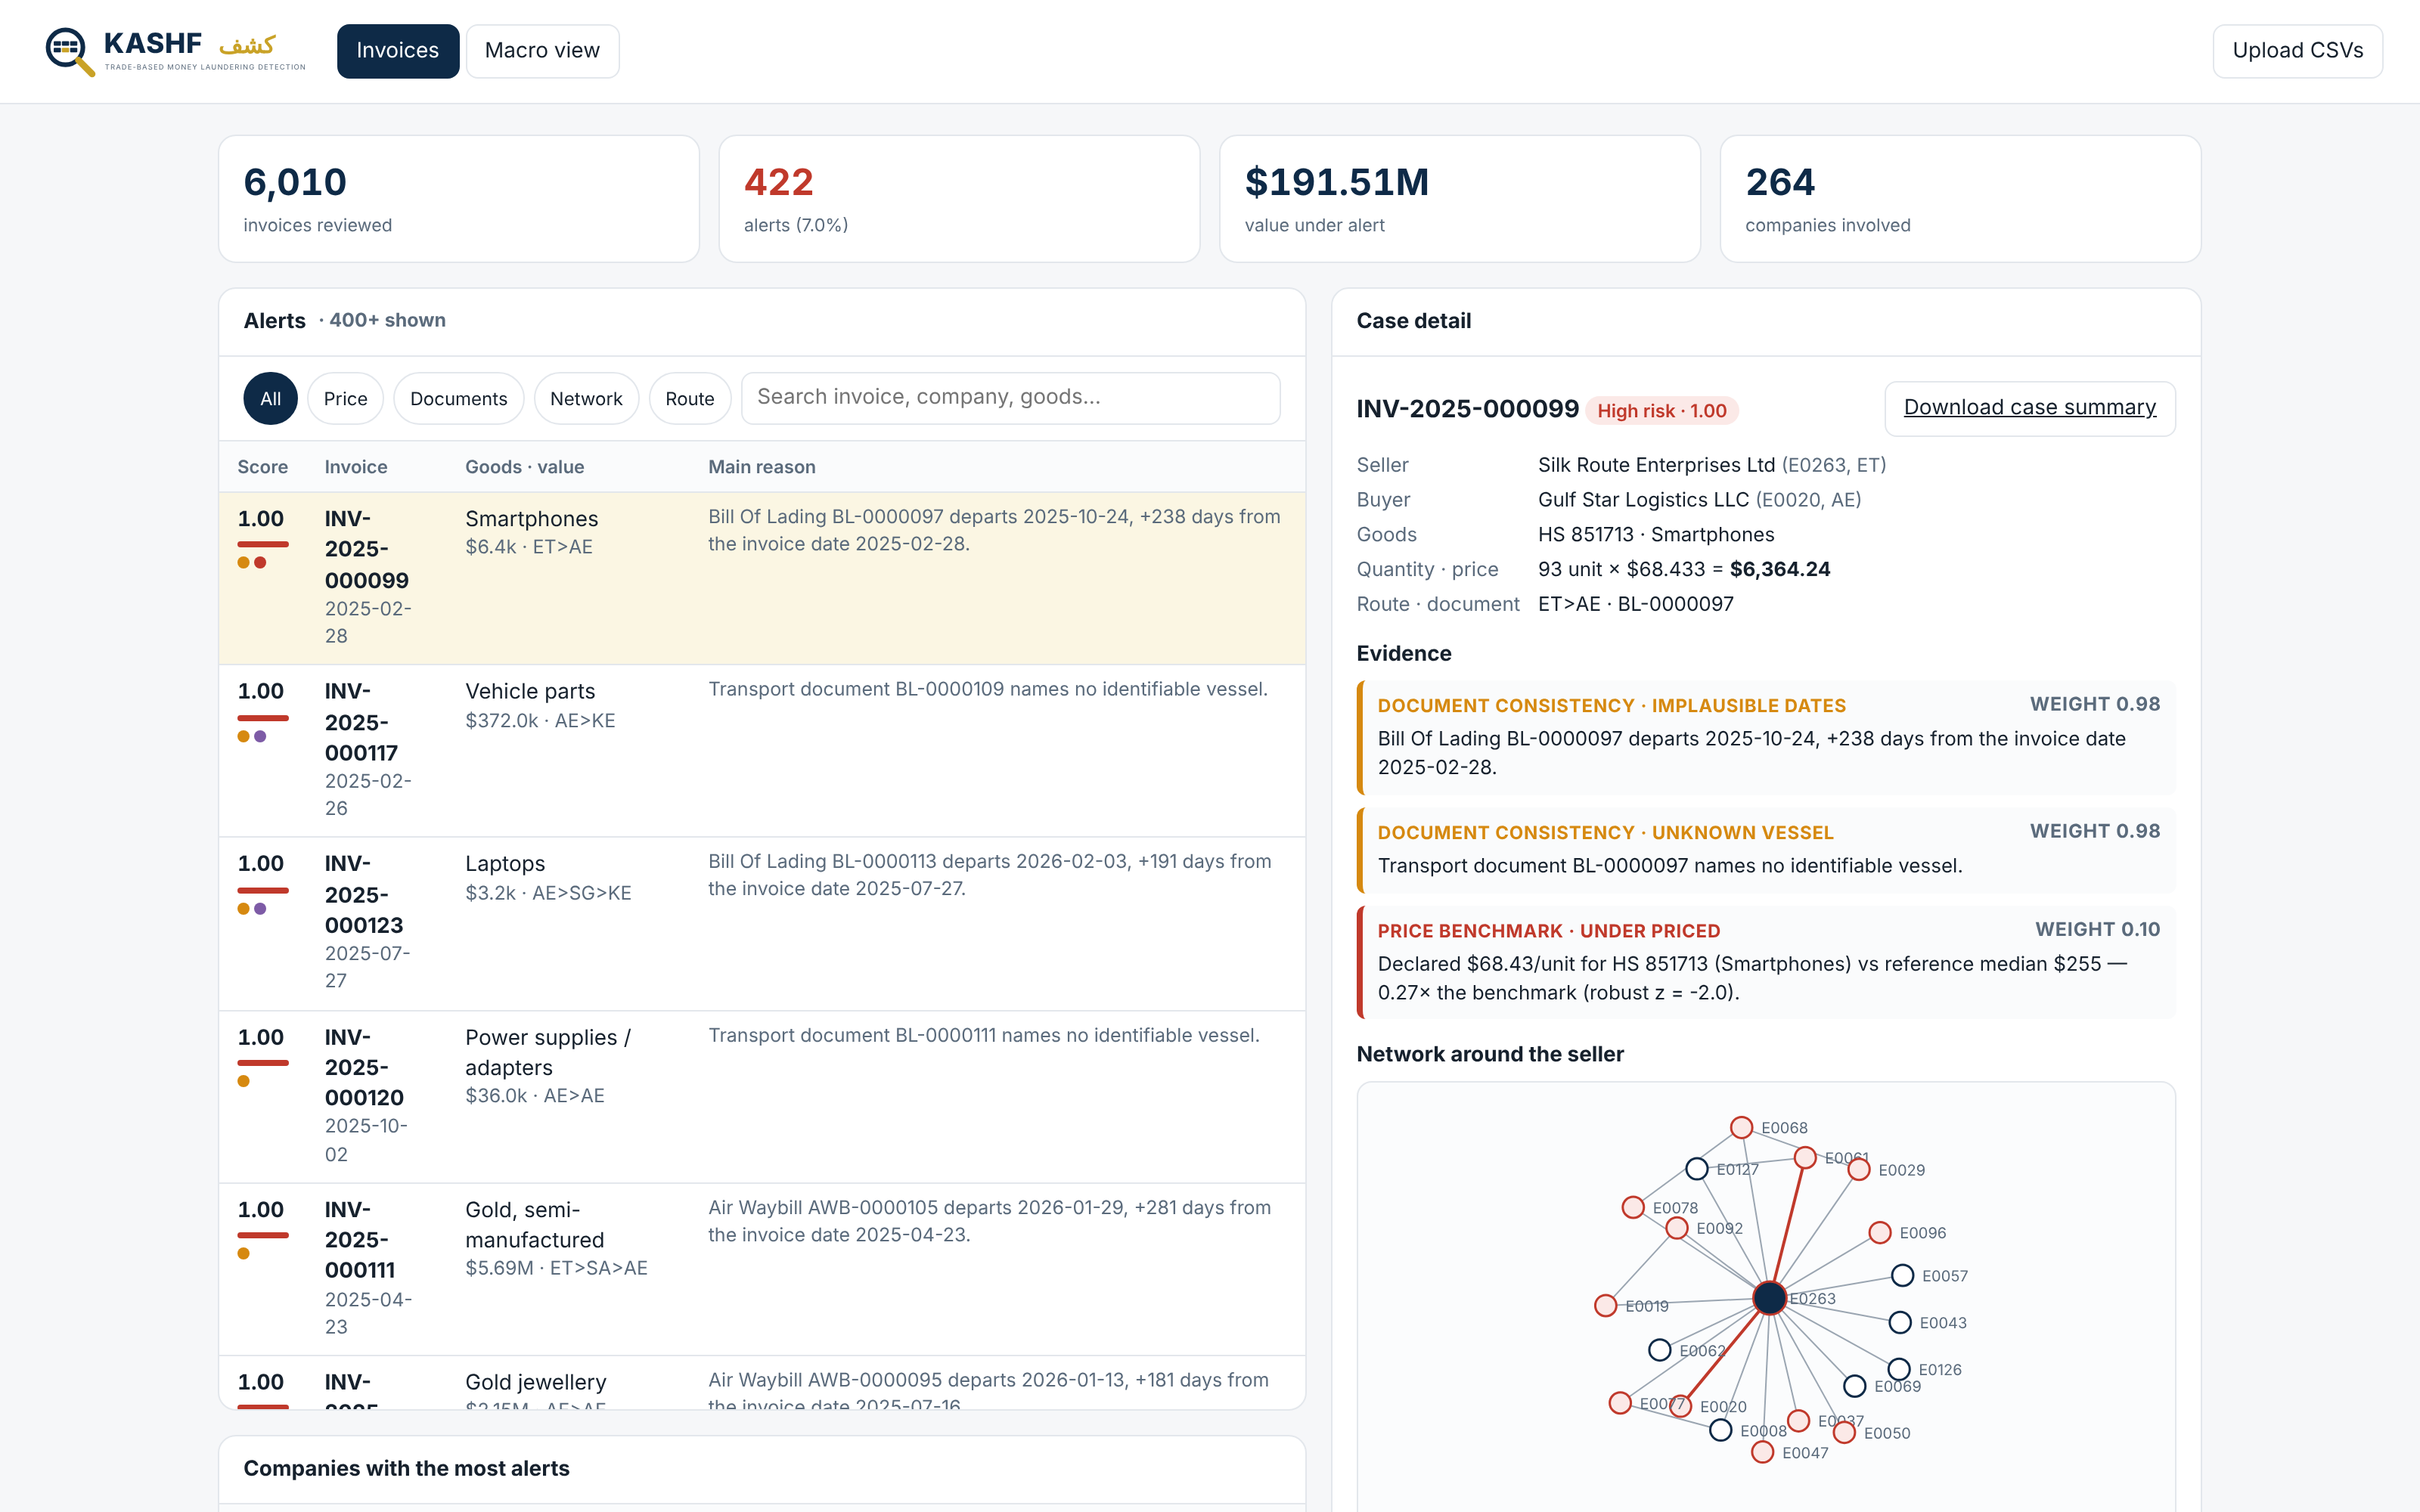 KASHF كشف
TRADE-BASED MONEY LAUNDERING DETECTION
Invoices
Macro view
Upload CSVs
6,010
invoices reviewed
422
alerts (7.0%)
$191.51M
value under alert
264
companies involved
Alerts · 400+ shown
All
Price
Documents
Network
Route
Search invoice, company, goods...
Score
Invoice
Goods · value
Main reason
1.00
INV-
2025-
000099
2025-02-
28
Smartphones
$6.4k · ET>AE
Bill Of Lading BL-0000097 departs 2025-10-24, +238 days from
the invoice date 2025-02-28.
1.00
INV-
2025-
000117
2025-02-
26
Vehicle parts
$372.0k · AE>KE
Transport document BL-0000109 names no identifiable vessel.
1.00
INV-
2025-
000123
2025-07-
27
Laptops
$3.2k · AE>SG>KE
Bill Of Lading BL-0000113 departs 2026-02-03, +191 days from
the invoice date 2025-07-27.
1.00
INV-
2025-
000120
2025-10-
02
Power supplies /
adapters
$36.0k · AE>AE
Transport document BL-0000111 names no identifiable vessel.
1.00
INV-
2025-
000111
2025-04-
23
Gold, semi-
manufactured
$5.69M · ET>SA>AE
Air Waybill AWB-0000105 departs 2026-01-29, +281 days from
the invoice date 2025-04-23.
1.00
INV-
2025-
Gold jewellery
$2.15M · AE>AE
Air Waybill AWB-0000095 departs 2026-01-13, +181 days from
the invoice date 2025-07-16.
Companies with the most alerts
Case detail
INV-2025-000099
High risk · 1.00
Download case summary
Seller
Silk Route Enterprises Ltd (E0263, ET)
Buyer
Gulf Star Logistics LLC (E0020, AE)
Goods
HS 851713 · Smartphones
Quantity · price
93 unit × $68.433 = $6,364.24
Route · document
ET>AE · BL-0000097
Evidence
DOCUMENT CONSISTENCY · IMPLAUSIBLE DATES
WEIGHT 0.98
Bill Of Lading BL-0000097 departs 2025-10-24, +238 days from the invoice date
2025-02-28.
DOCUMENT CONSISTENCY · UNKNOWN VESSEL
WEIGHT 0.98
Transport document BL-0000097 names no identifiable vessel.
PRICE BENCHMARK · UNDER PRICED
WEIGHT 0.10
Declared $68.43/unit for HS 851713 (Smartphones) vs reference median $255 —
0.27× the benchmark (robust z = -2.0).
Network around the seller
E0068
E0127
E0061
E0029
E0078
E0092
E0096
E0057
E0263
E0019
E0043
E0062
E0126
E0069
E0077
E0020
E0008
E0037
E0050
E0047